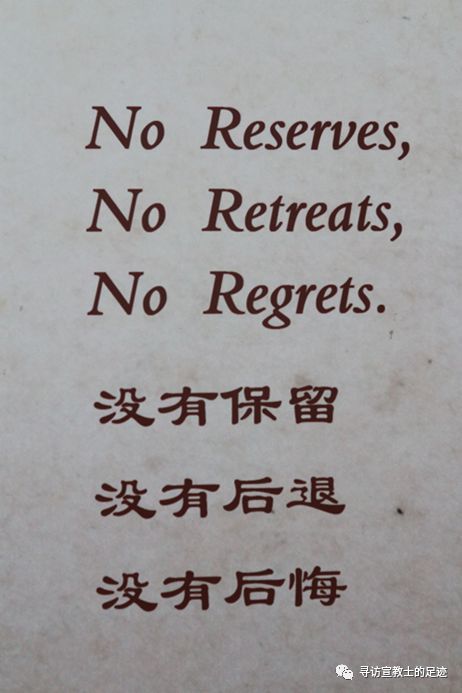 No Reserves,
No Retreats,
No Regrets.
没有保留
没有后退
没有后悔
寻访宣教士的足迹